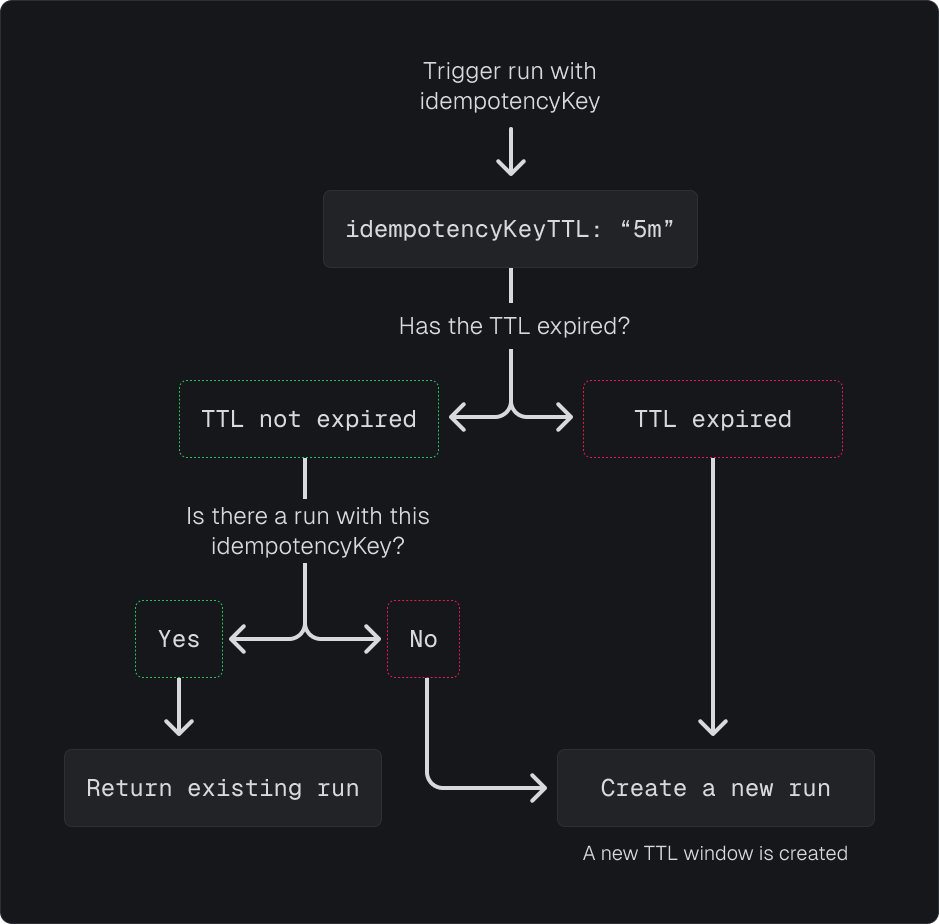 Trigger run with
idempotencyKey
idempotencyKeyTTL: “5m”
Has the TTL expired?
TTL not expired
TTL expired
Is there a run with this
idempotencyKey?
Yes
No
Return existing run
Create a new run
A new TTL window is created